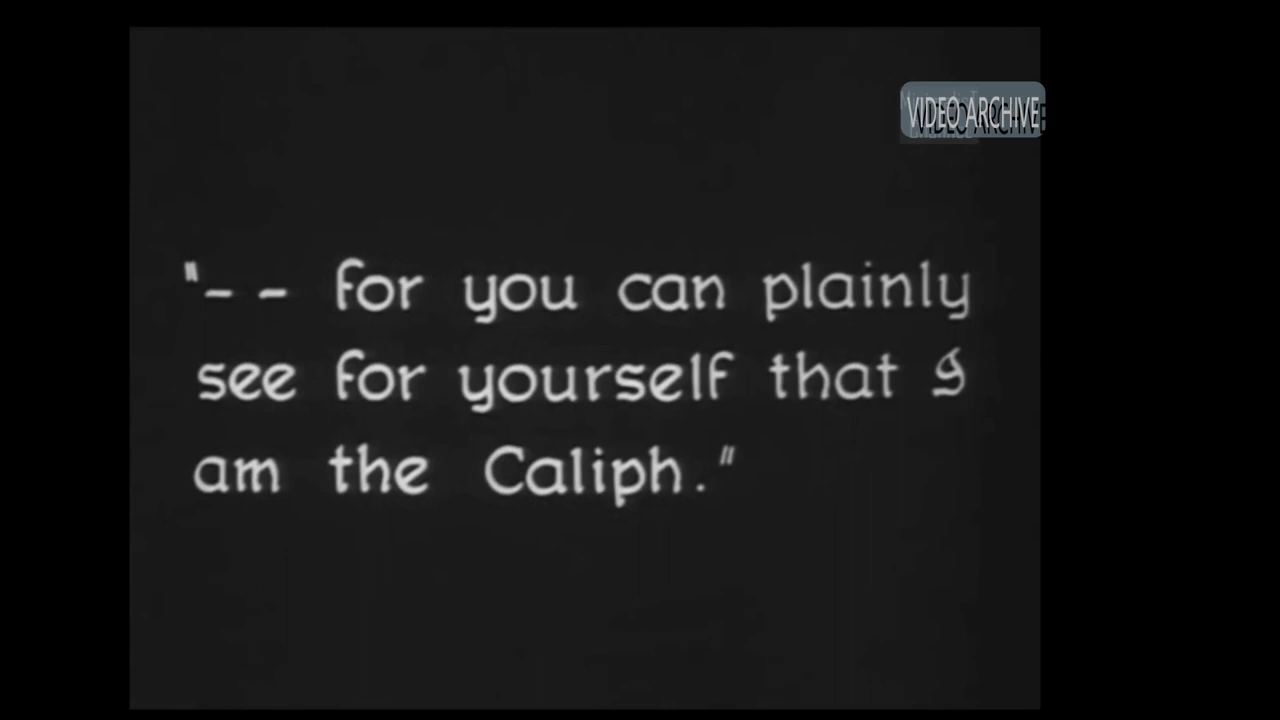 VIDEO ARCHIVE
"-- for you can plainly
see for yourself that I
am the Caliph."